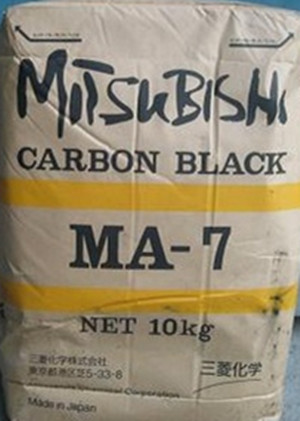 MITSUBISHI
CARBON BLACK
MA-7
NET 10kg
三菱化学株式会社
東京都港区芝5-33-8
三菱化学
Corporation
Made in Japan